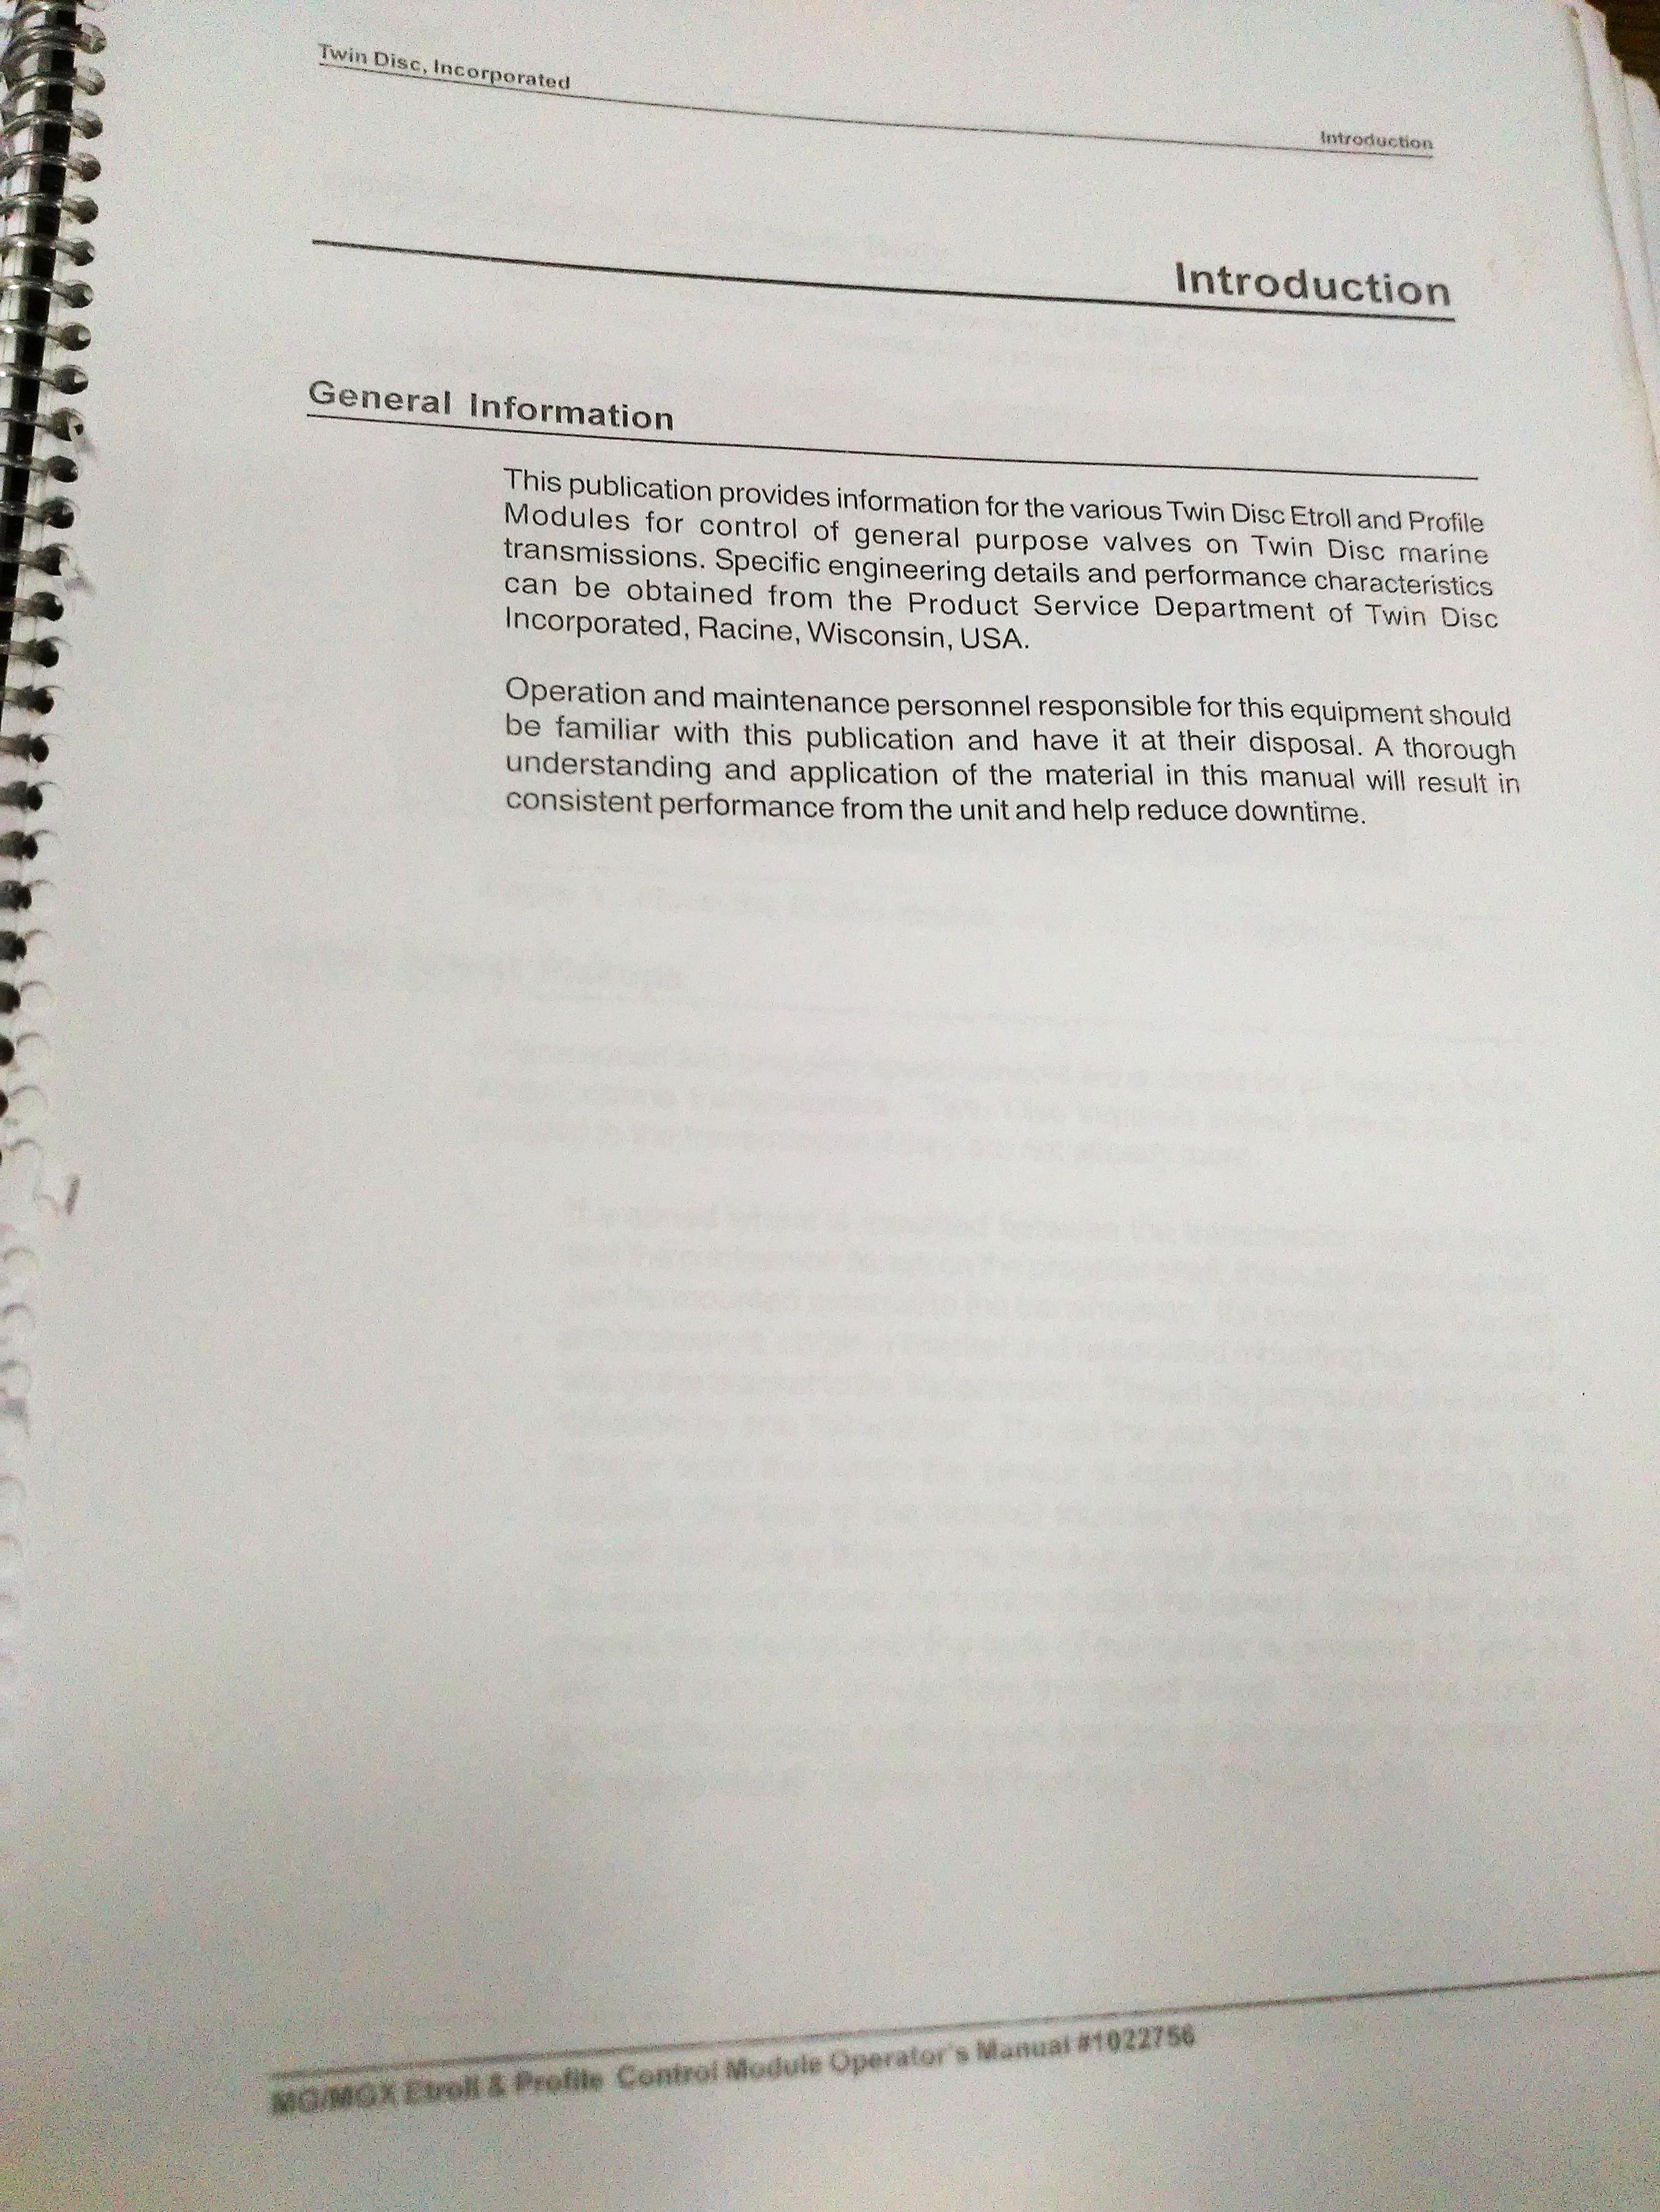 Twin Disc, Incorporated
Introduction
Introduction
General Information
This publication provides information for the various Twin Disc Etroll and Profile
Modules for control of general purpose valves on Twin Disc marine
transmissions. Specific engineering details and performance characteristics
can be obtained from the Product Service Department of Twin Disc
Incorporated, Racine, Wisconsin, USA.
Operation and maintenance personnel responsible for this equipment should
be familiar with this publication and have it at their disposal. A thorough
understanding and application of the material in this manual will result in
consistent performance from the unit and help reduce downtime.
MG/MGX Etroll & Profile Control Module Operator's Manual #1022756